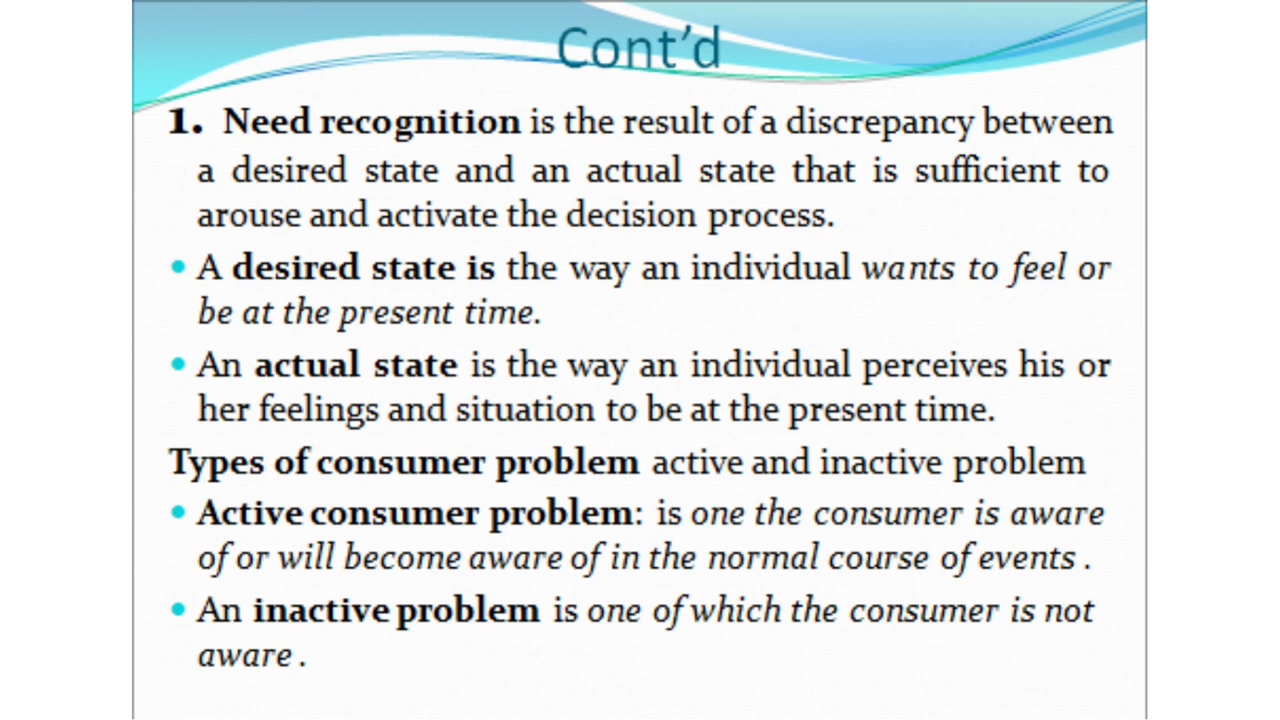 Cont’d
1. Need recognition is the result of a discrepancy between
a desired state and an actual state that is sufficient to
arouse and activate the decision process.
• A desired state is the way an individual wants to feel or
be at the present time.
• An actual state is the way an individual perceives his or
her feelings and situation to be at the present time.
Types of consumer problem active and inactive problem
• Active consumer problem: is one the consumer is aware
of or will become aware of in the normal course of events .
• An inactive problem is one of which the consumer is not
aware .